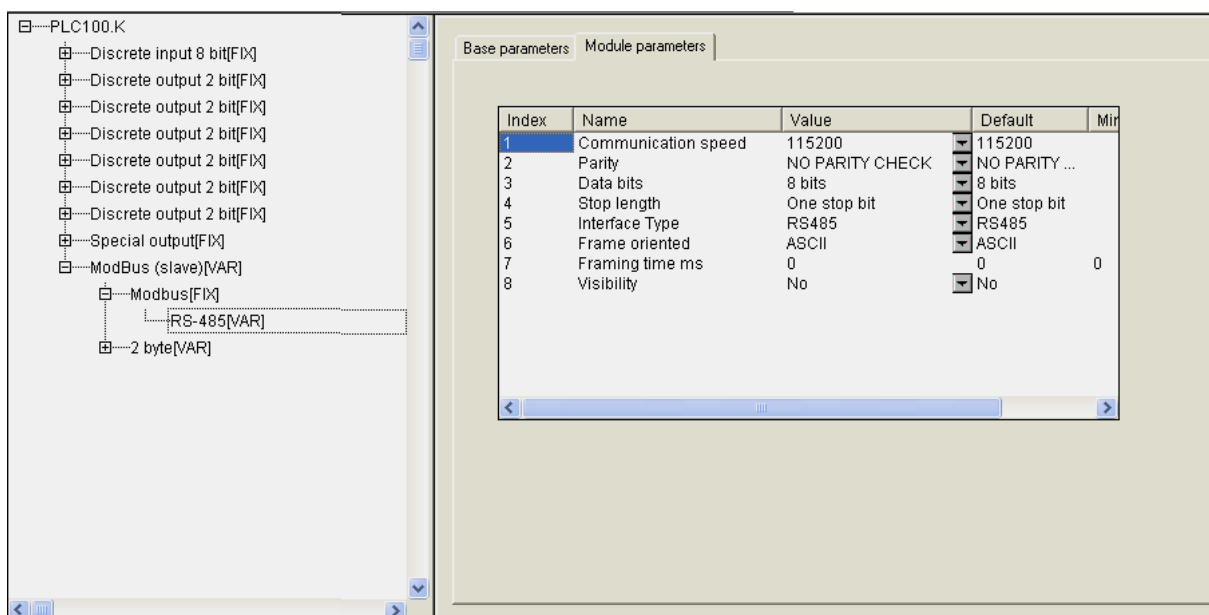 PLC100.K
Discrete input 8 bit[FIX]
Discrete output 2 bit[FIX]
Discrete output 2 bit[FIX]
Discrete output 2 bit[FIX]
Discrete output 2 bit[FIX]
Discrete output 2 bit[FIX]
Discrete output 2 bit[FIX]
Special output[FIX]
ModBus (slave)[VAR]
Modbus[FIX]
RS-485[VAR]
2 byte[VAR]
Base parameters Module parameters
Index Name Value Default Mir
1 Communication speed 115200 115200
2 Parity NO PARITY CHECK NO PARITY ...
3 Data bits 8 bits 8 bits
4 Stop length One stop bit One stop bit
5 Interface Type RS485 RS485
6 Frame oriented ASCII ASCII
7 Framing time ms 0 0 0
8 Visibility No No